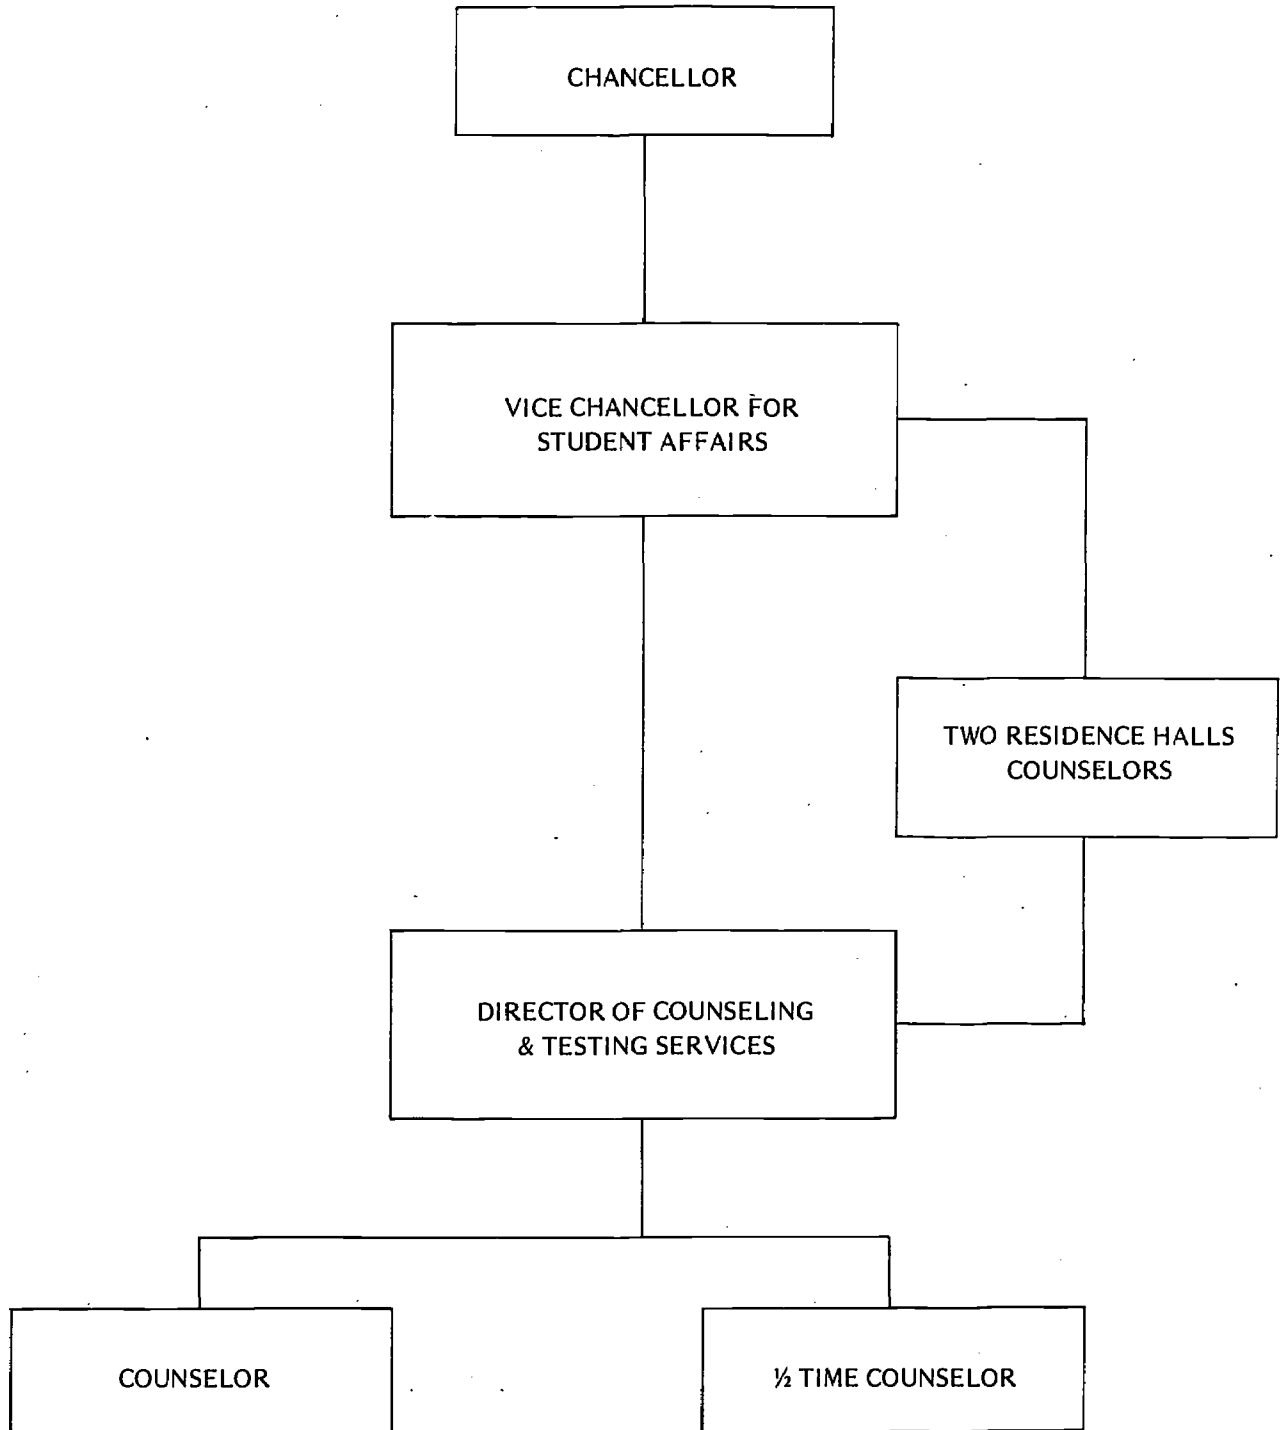 CHANCELLOR
VICE CHANCELLOR FOR
STUDENT AFFAIRS
TWO RESIDENCE HALLS
COUNSELORS
DIRECTOR OF COUNSELING
& TESTING SERVICES
COUNSELOR
½ TIME COUNSELOR